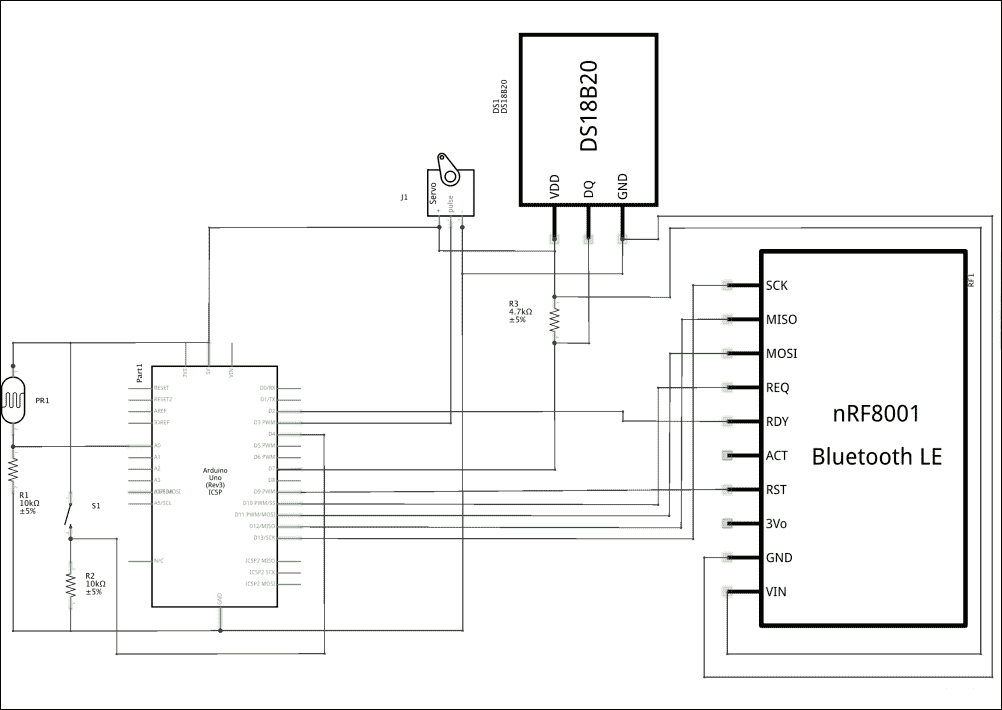 DS18B20
DS1
DS18B20
VDD
DQ
GND
J1
Servo
pulse
R3
4.7kΩ
±5%
RF1
SCK
MISO
MOSI
REQ
RDY
ACT
RST
3Vo
GND
VIN
nRF8001
Bluetooth LE
PR1
R1
10kΩ
±5%
S1
R2
10kΩ
±5%
Part1
3V3
5V
VIN
RESET
RESET2
AREF
IOREF
A0
A1
A2
A3
A5/SCL
N/C
Arduino
Uno
(Rev3)
ICSP
D0/RX
D1/TX
D2
D3 PWM
D4
D5 PWM
D6 PWM
D7
D8
D9 PWM
D10 PWM/SS
D11 PWM/MOSI
D12/MISO
D13/SCK
ICSP2 MISO
ICSP2 SCK
ICSP2 MOSI
GND